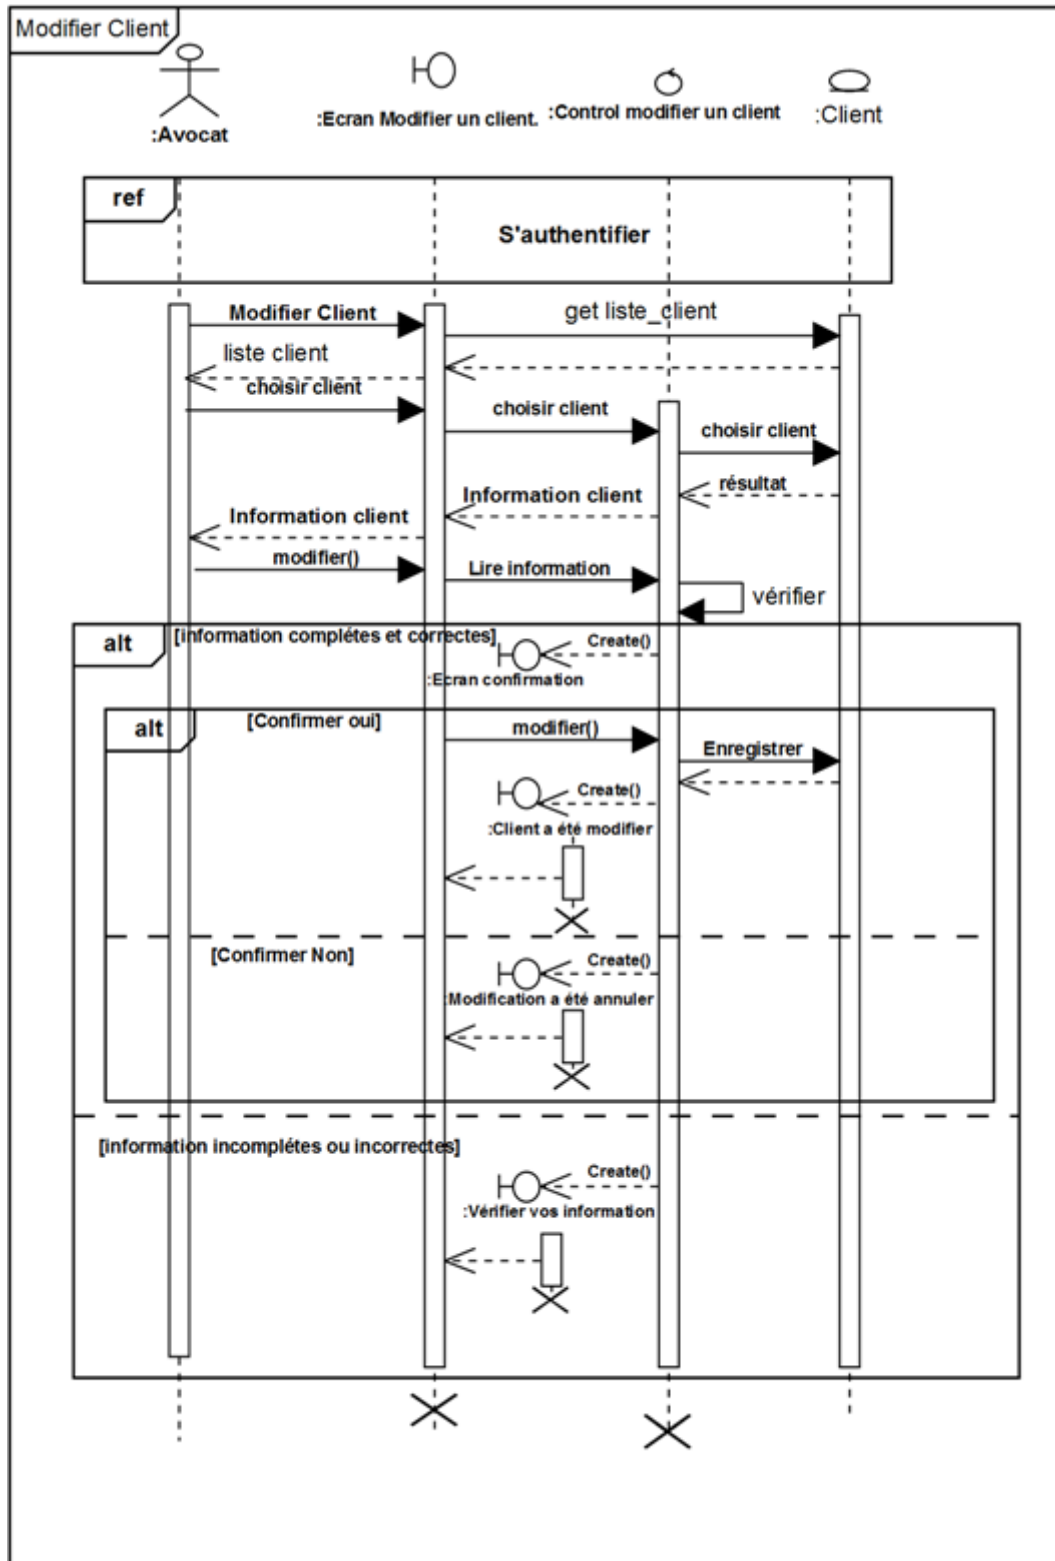 Modifier Client
:Avocat
:Ecran Modifier un client.
:Control modifier un client
:Client
ref
S'authentifier
Modifier Client
get liste_client
liste client
choisir client
choisir client
choisir client
résultat
Information client
Information client
modifier()
Lire information
vérifier
alt
[information complétes et correctes]
Create()
:Ecran confirmation
alt
[Confirmer oui]
modifier()
Enregistrer
Create()
:Client a été modifier
[Confirmer Non]
Create()
:Modification a été annuler
[information incomplétes ou incorrectes]
Create()
:Vérifier vos information